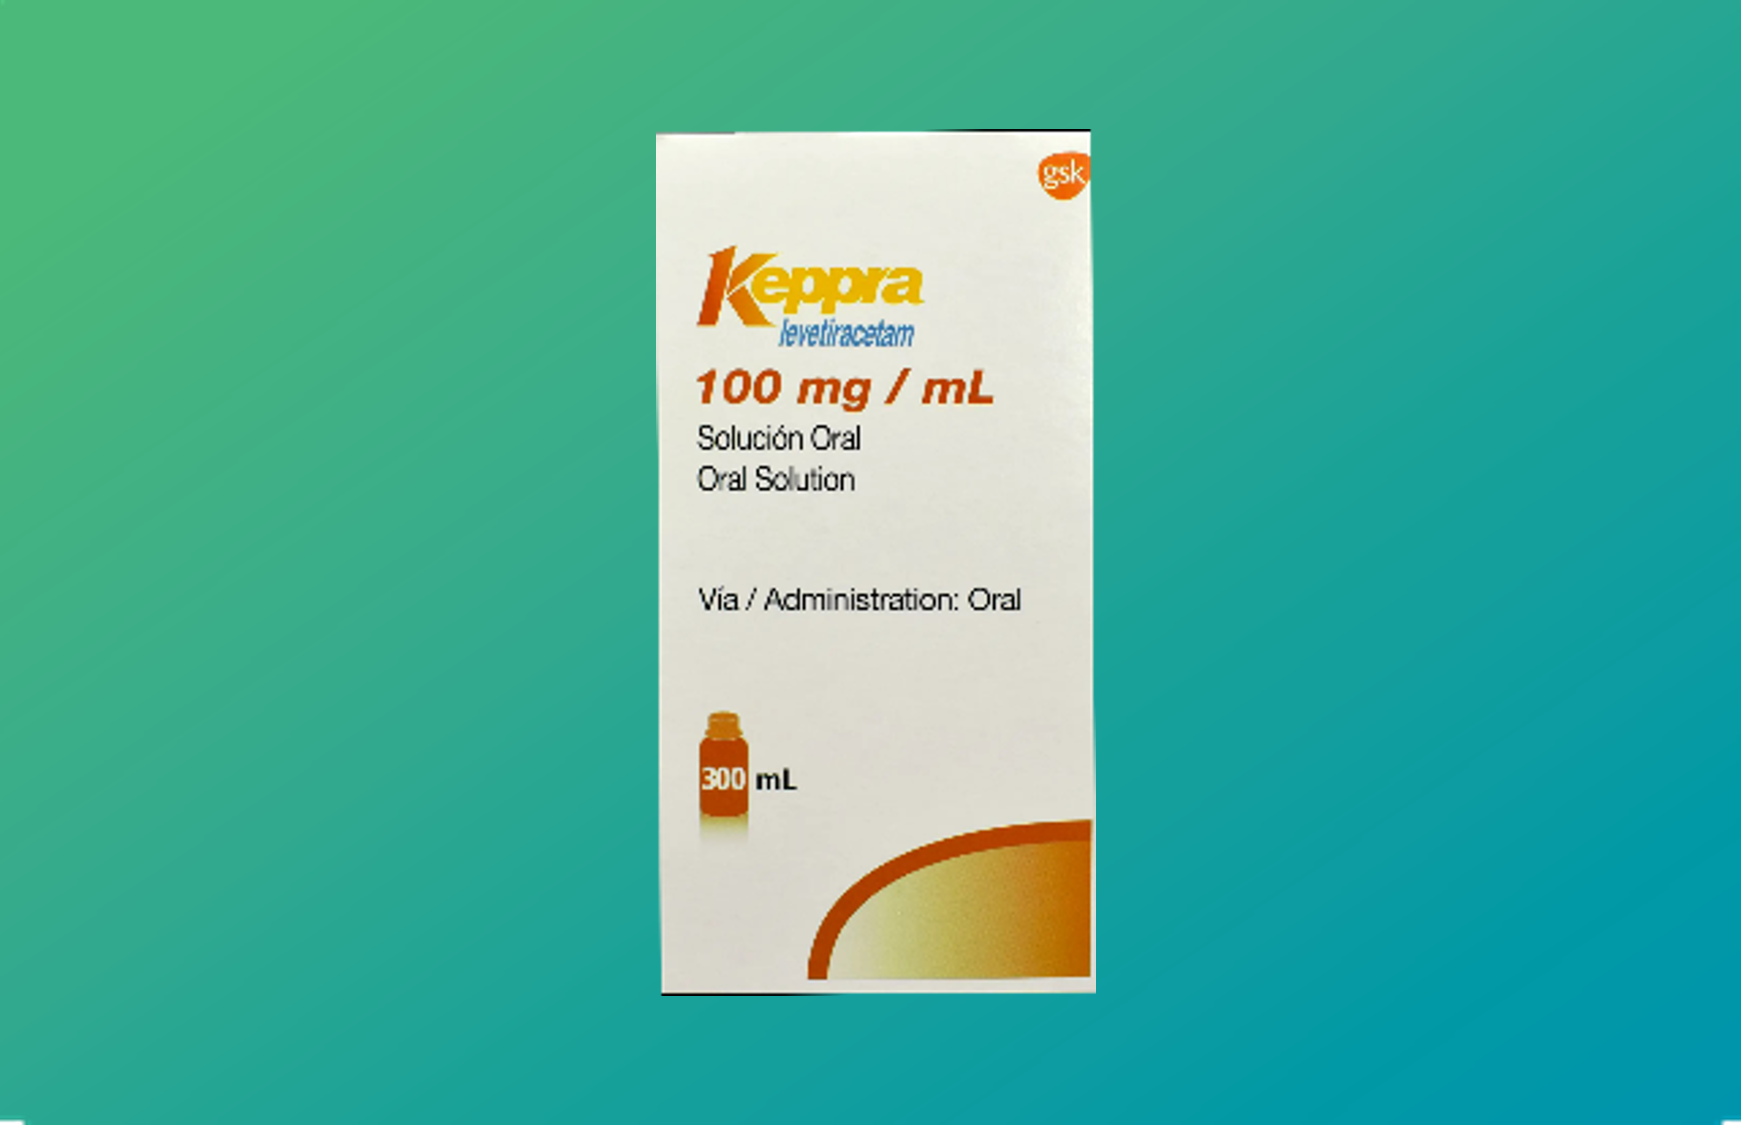 gsk
Keppra
levetiracetam
100 mg / mL
Solución Oral
Oral Solution
Vía / Administration: Oral
300 mL